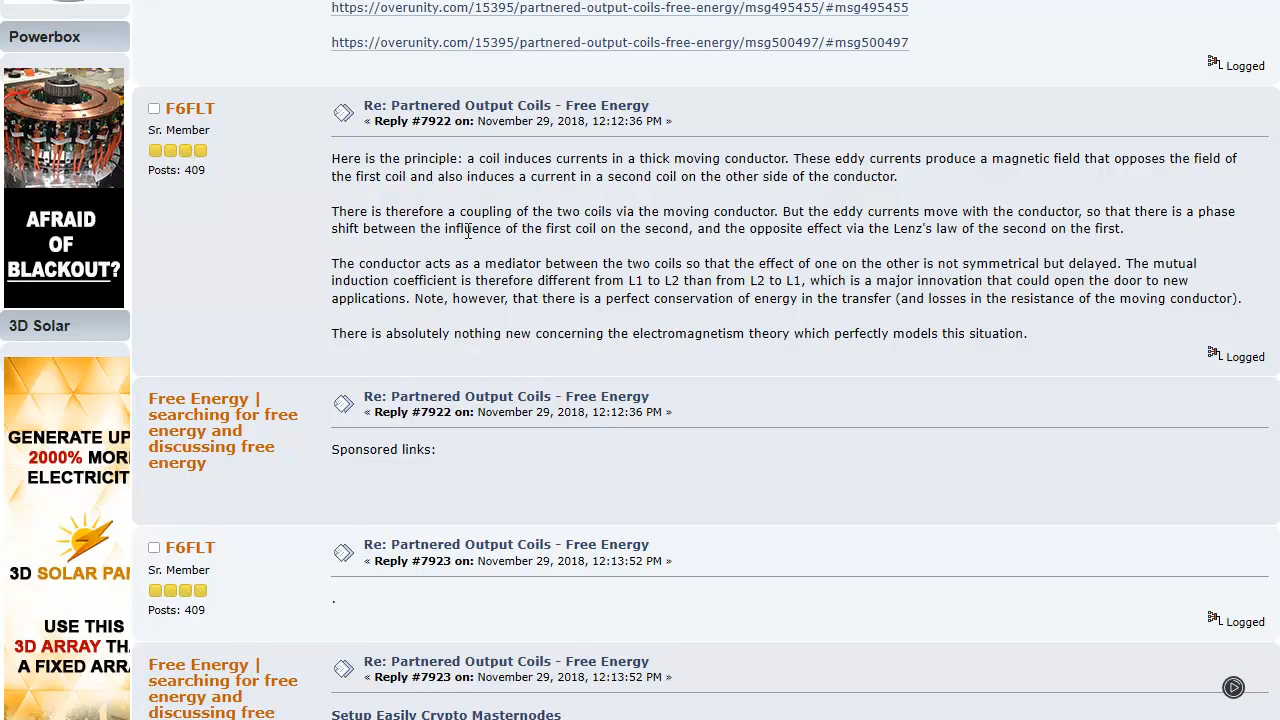 https://overunity.com/15395/partnered-output-coils-free-energy/msg495455/#msg495455
https://overunity.com/15395/partnered-output-coils-free-energy/msg500497/#msg500497
Logged
Powerbox
AFRAID
OF
BLACKOUT?
3D Solar
GENERATE UP
2000% MOR
ELECTRICIT
3D SOLAR PAN
USE THIS
3D ARRAY TH
A FIXED ARRA
F6FLT
Sr. Member
Posts: 409
Re: Partnered Output Coils - Free Energy
« Reply #7922 on: November 29, 2018, 12:12:36 PM »
Here is the principle: a coil induces currents in a thick moving conductor. These eddy currents produce a magnetic field that opposes the field of
the first coil and also induces a current in a second coil on the other side of the conductor.
There is therefore a coupling of the two coils via the moving conductor. But the eddy currents move with the conductor, so that there is a phase
shift between the influence of the first coil on the second, and the opposite effect via the Lenz's law of the second on the first.
The conductor acts as a mediator between the two coils so that the effect of one on the other is not symmetrical but delayed. The mutual
induction coefficient is therefore different from L1 to L2 than from L2 to L1, which is a major innovation that could open the door to new
applications. Note, however, that there is a perfect conservation of energy in the transfer (and losses in the resistance of the moving conductor).
There is absolutely nothing new concerning the electromagnetism theory which perfectly models this situation.
Logged
Free Energy |
searching for free
energy and
discussing free
energy
Re: Partnered Output Coils - Free Energy
« Reply #7922 on: November 29, 2018, 12:12:36 PM »
Sponsored links:
F6FLT
Sr. Member
Posts: 409
Re: Partnered Output Coils - Free Energy
« Reply #7923 on: November 29, 2018, 12:13:52 PM »
.
Logged
Free Energy |
searching for free
energy and
discussing free
Re: Partnered Output Coils - Free Energy
« Reply #7923 on: November 29, 2018, 12:13:52 PM »
Setup Easily Crypto Masternodes